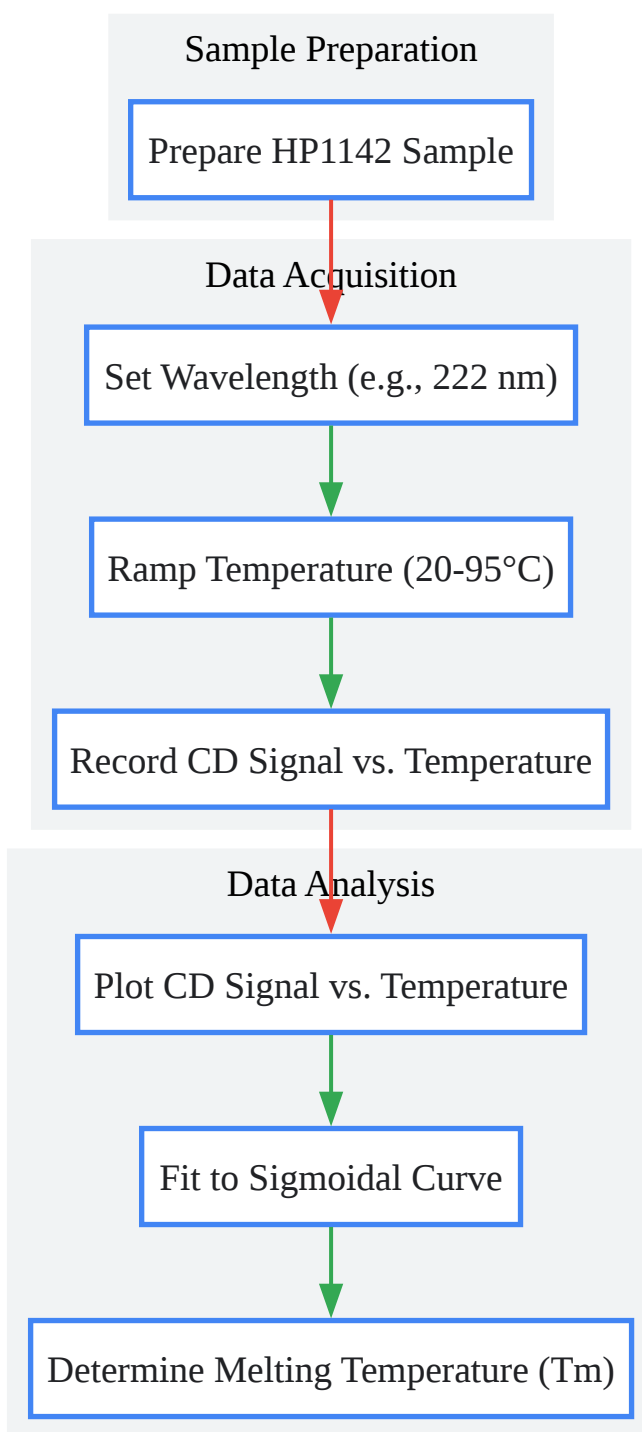 Sample Preparation
Prepare HP1142 Sample
Data Acquisition
Set Wavelength (e.g., 222 nm)
Ramp Temperature (20-95°C)
Record CD Signal vs. Temperature
Data Analysis
Plot CD Signal vs. Temperature
Fit to Sigmoidal Curve
Determine Melting Temperature (Tm)